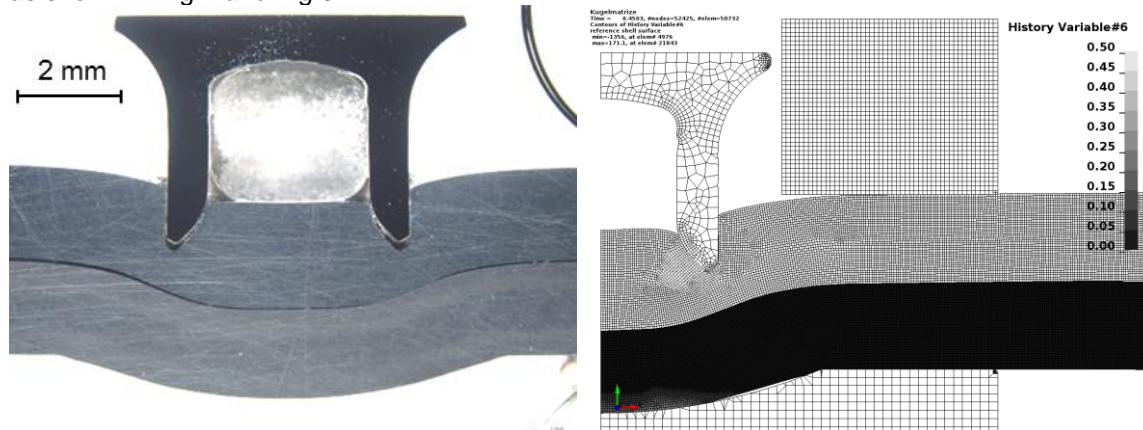 2 mm
Kugelmatrize
Time = 0.4503, #nodes=52425, #elem=50732
Contours of History Variable#6
reference shell surface
min=-1356, at elem# 4976
max=171.1, at elem# 21843
History Variable#6
0.50
0.45
0.40
0.35
0.30
0.25
0.20
0.15
0.10
0.05
0.00